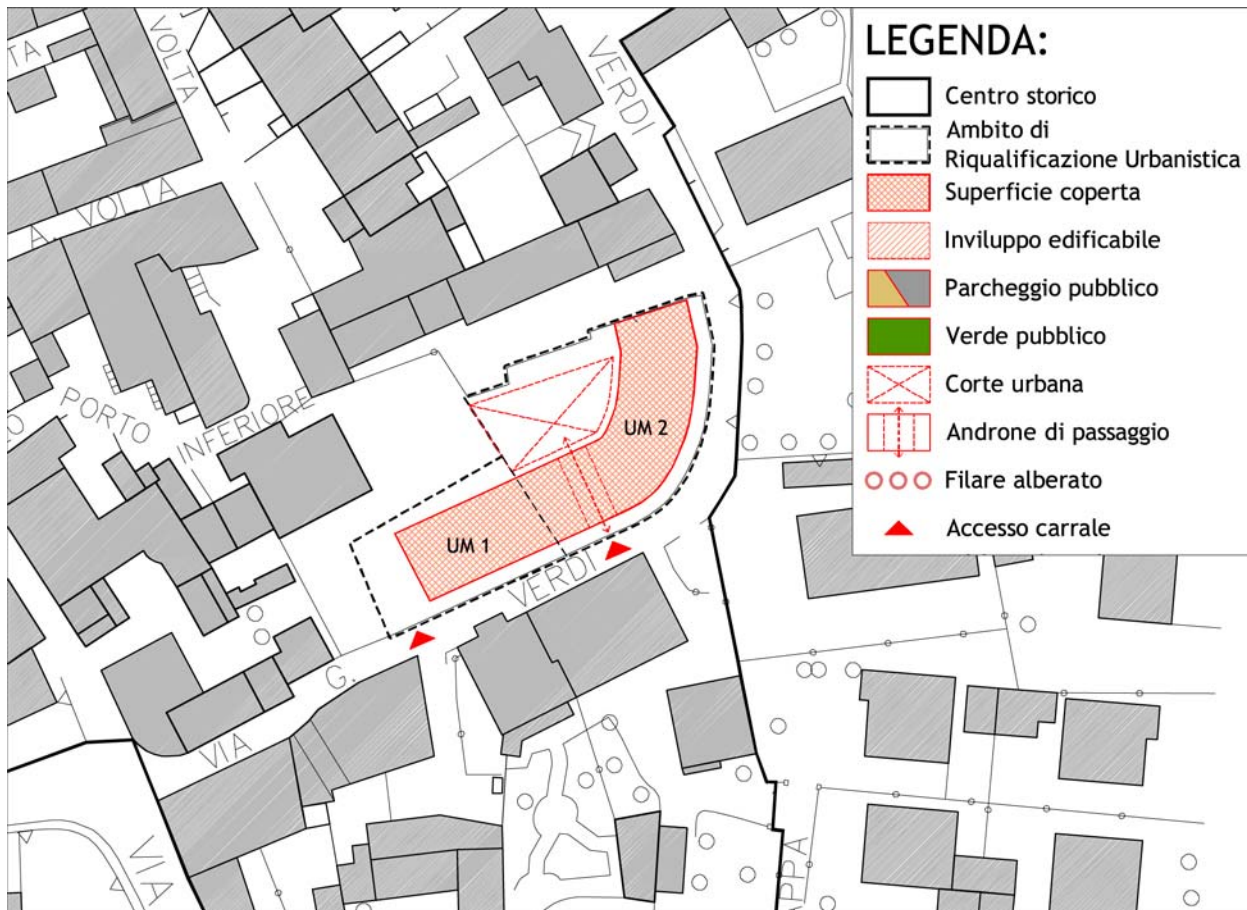 VOLTA
VERDI
A. VOLTA
PORTO
INFERIORE
UM 2
UM 1
VERDI
G.
VIA
VIA
LEGENDA:
Centro storico
Ambito di
Riqualificazione Urbanistica
Superficie coperta
Inviluppo edificabile
Parcheggio pubblico
Verde pubblico
Corte urbana
Androne di passaggio
Filare alberato
Accesso carrale